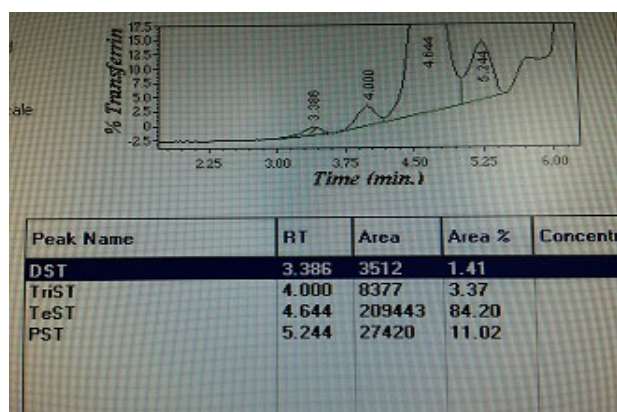 % Transferrin
17.5
15.0
12.5
10.0
7.5
5.0
2.5
0
-2.5
3.386
4.000
4.644
5.244
2.25 3.00 3.75 4.50 5.25 6.00
Time (min.)
ale
Peak Name RT Area Area % Concentr
DST 3.386 3512 1.41
TriST 4.000 8377 3.37
TeST 4.644 209443 84.20
PST 5.244 27420 11.02